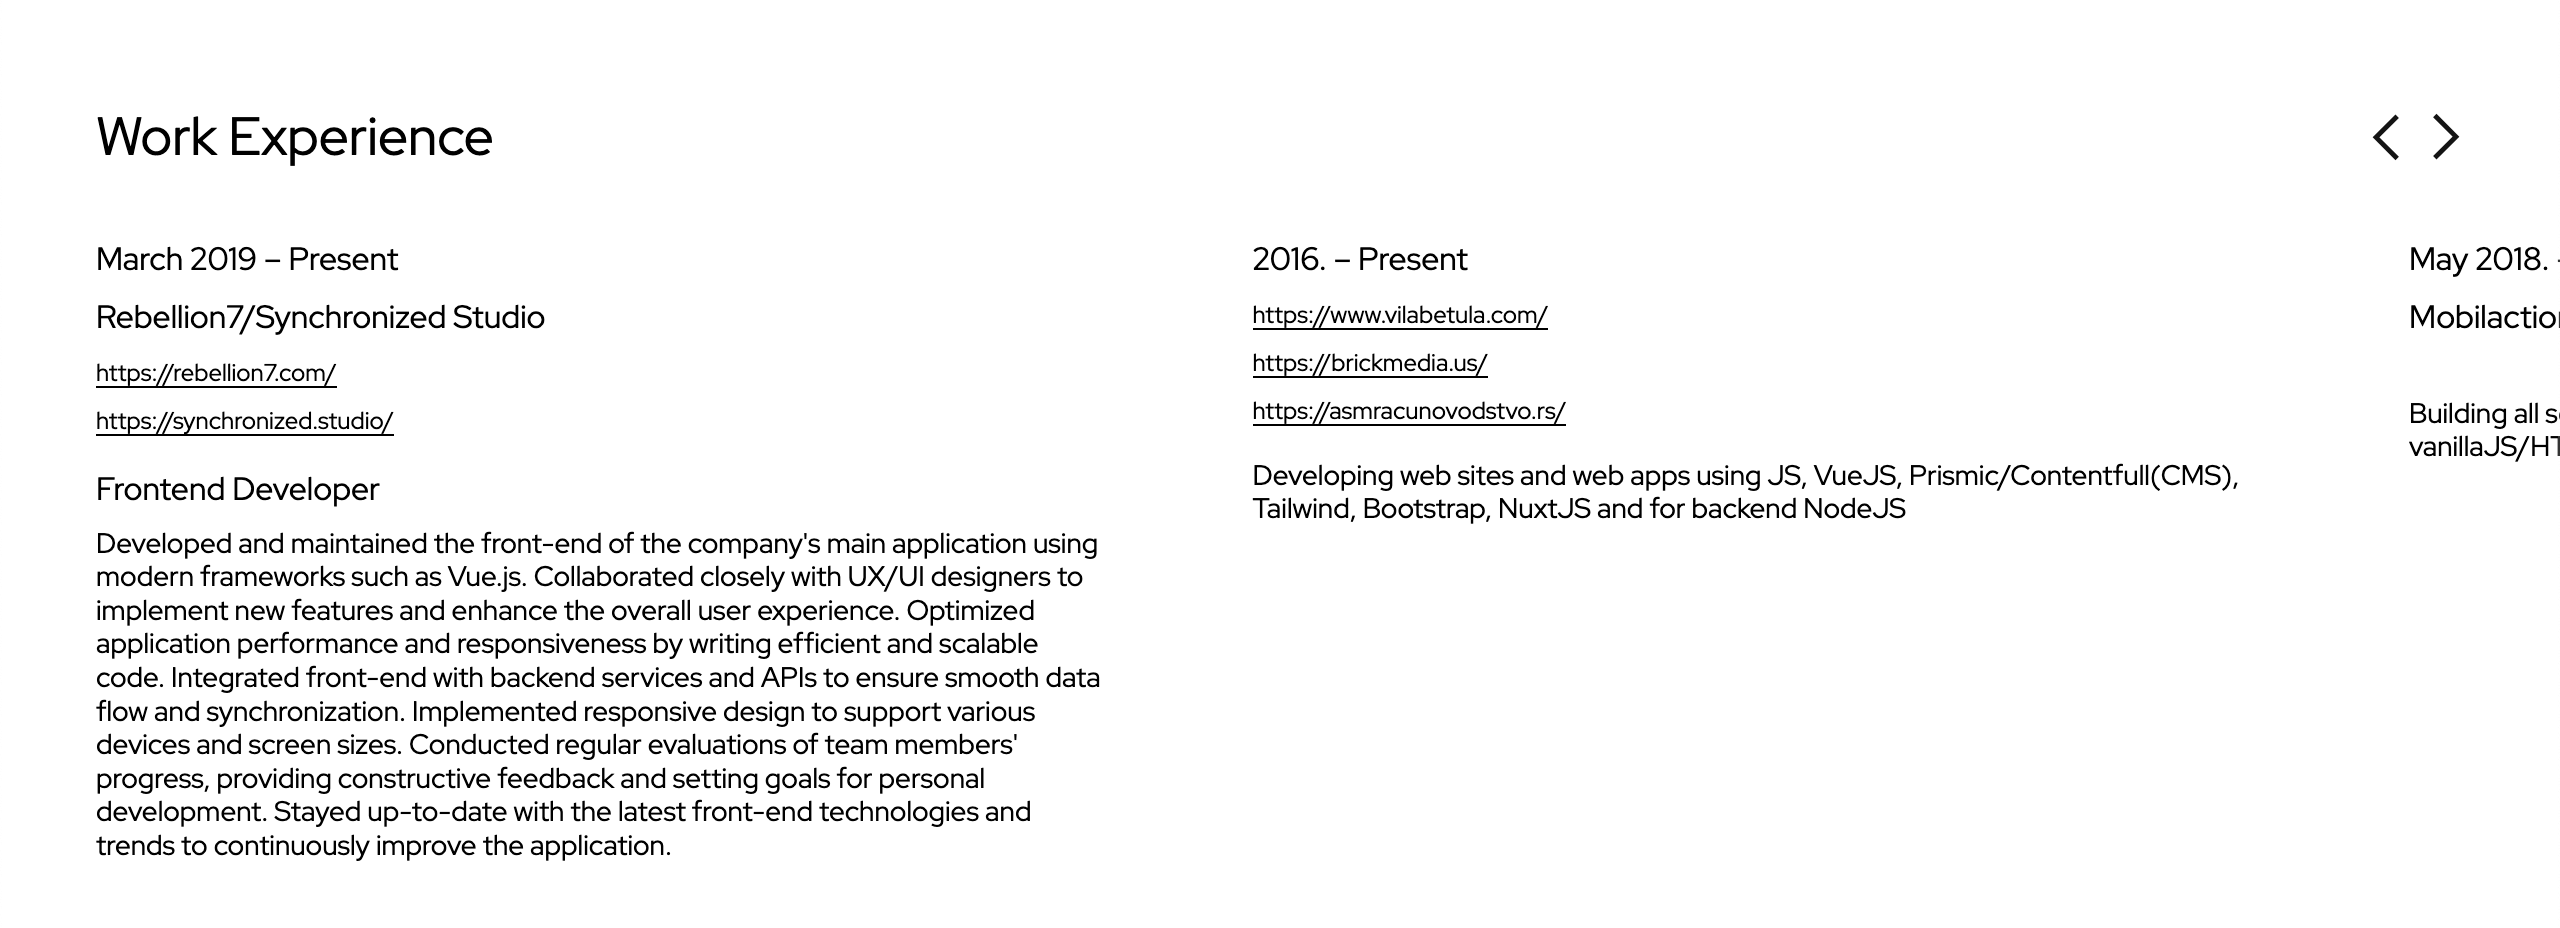 Work Experience
March 2019 – Present
Rebellion7/Synchronized Studio
https://rebellion7.com/
https://synchronized.studio/
Frontend Developer
Developed and maintained the front-end of the company's main application using
modern frameworks such as Vue.js. Collaborated closely with UX/UI designers to
implement new features and enhance the overall user experience. Optimized
application performance and responsiveness by writing efficient and scalable
code. Integrated front-end with backend services and APIs to ensure smooth data
flow and synchronization. Implemented responsive design to support various
devices and screen sizes. Conducted regular evaluations of team members'
progress, providing constructive feedback and setting goals for personal
development. Stayed up-to-date with the latest front-end technologies and
trends to continuously improve the application.
2016. – Present
https://www.vilabetula.com/
https://brickmedia.us/
https://asmracunovodstvo.rs/
Developing web sites and web apps using JS, VueJS, Prismic/Contentfull(CMS),
Tailwind, Bootstrap, NuxtJS and for backend NodeJS
May 2018.
Building all